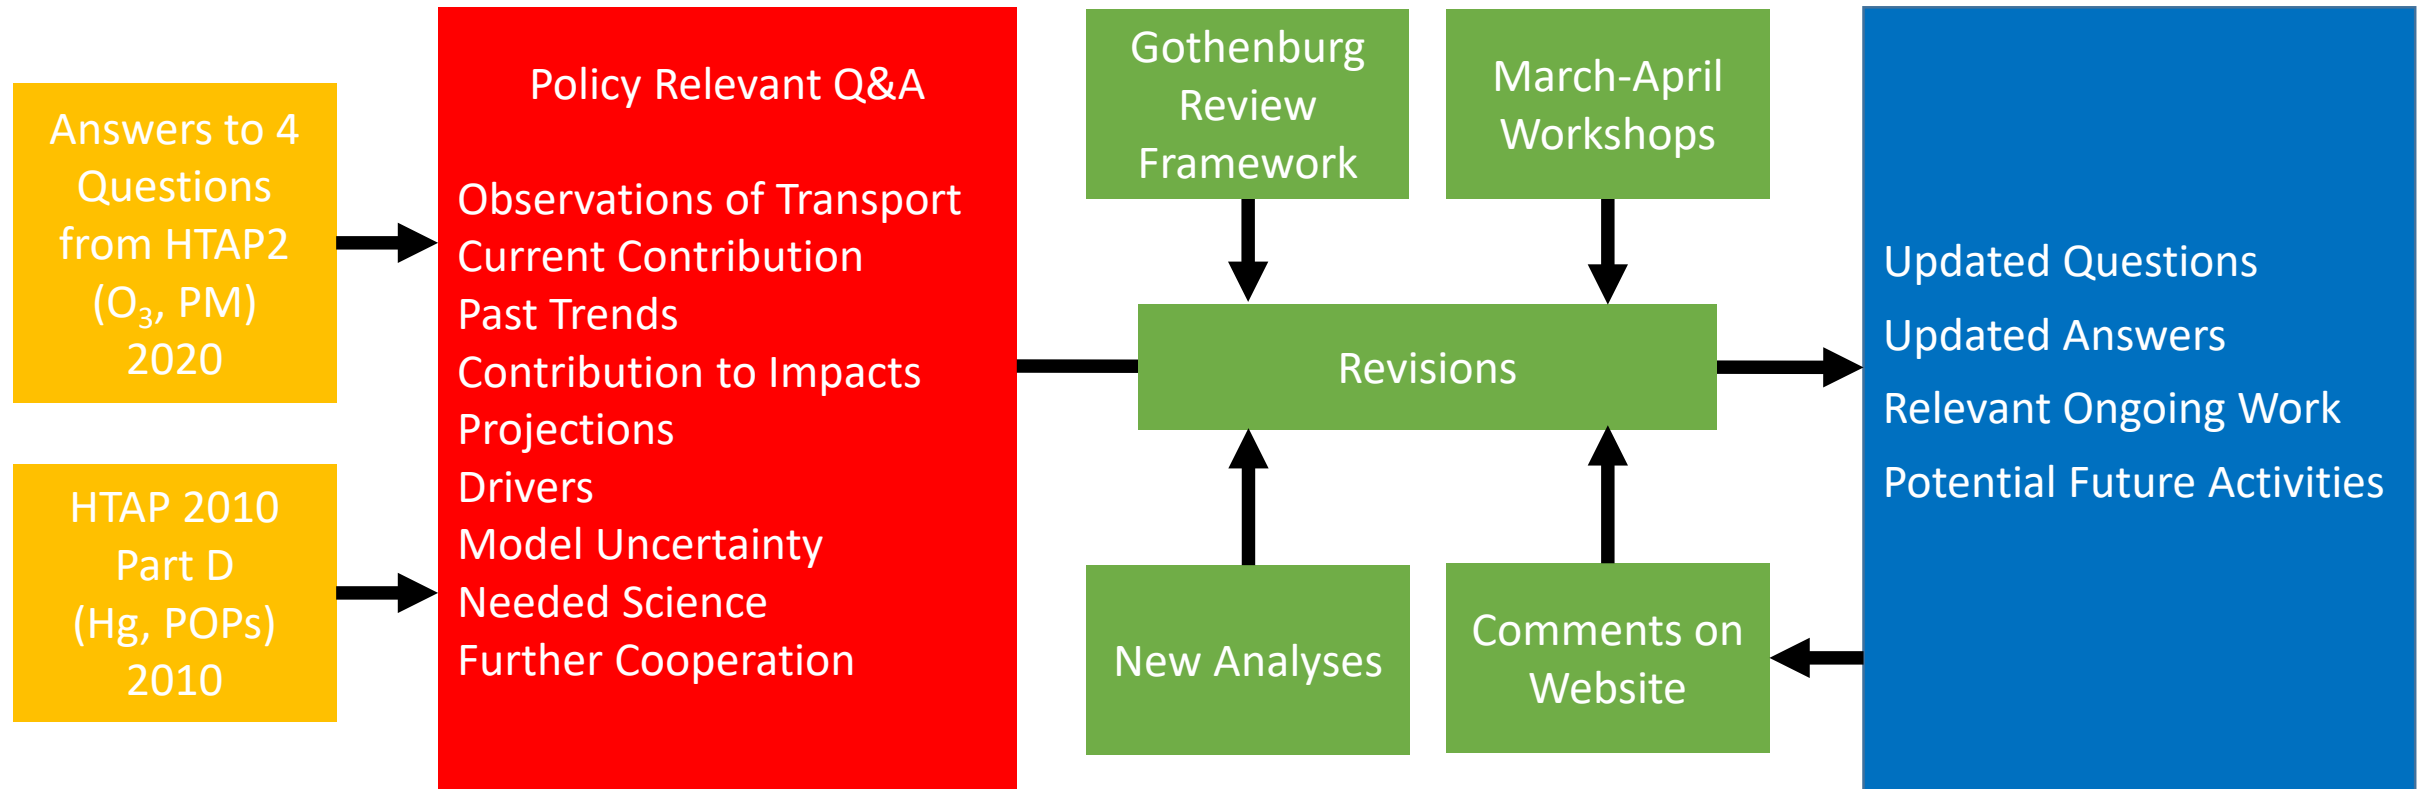 Answers to 4
Questions
from HTAP2
(O₃, PM)
2020
HTAP 2010
Part D
(Hg, POPs)
2010
Policy Relevant Q&A
Observations of Transport
Current Contribution
Past Trends
Contribution to Impacts
Projections
Drivers
Model Uncertainty
Needed Science
Further Cooperation
Gothenburg
Review
Framework
March-April
Workshops
Revisions
New Analyses
Comments on
Website
Updated Questions
Updated Answers
Relevant Ongoing Work
Potential Future Activities